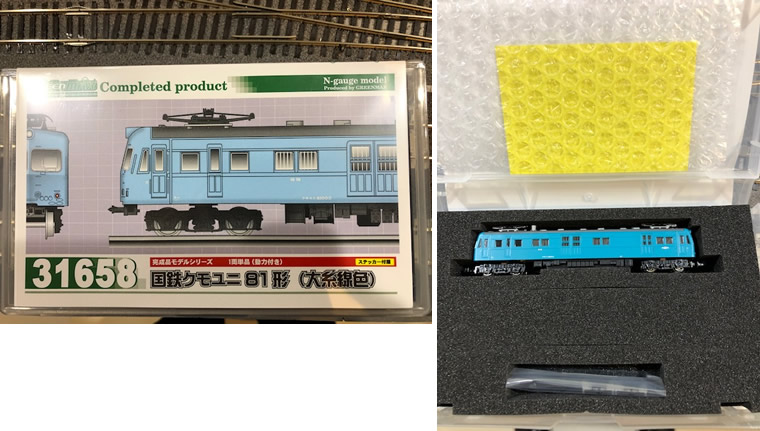 Completed product
N-gauge model
Produced by GREENMAX
31658
完成品モデルシリーズ 1両単品(動力付き)
ステッカー付属
国鉄クモユニ81形 (大糸線色)